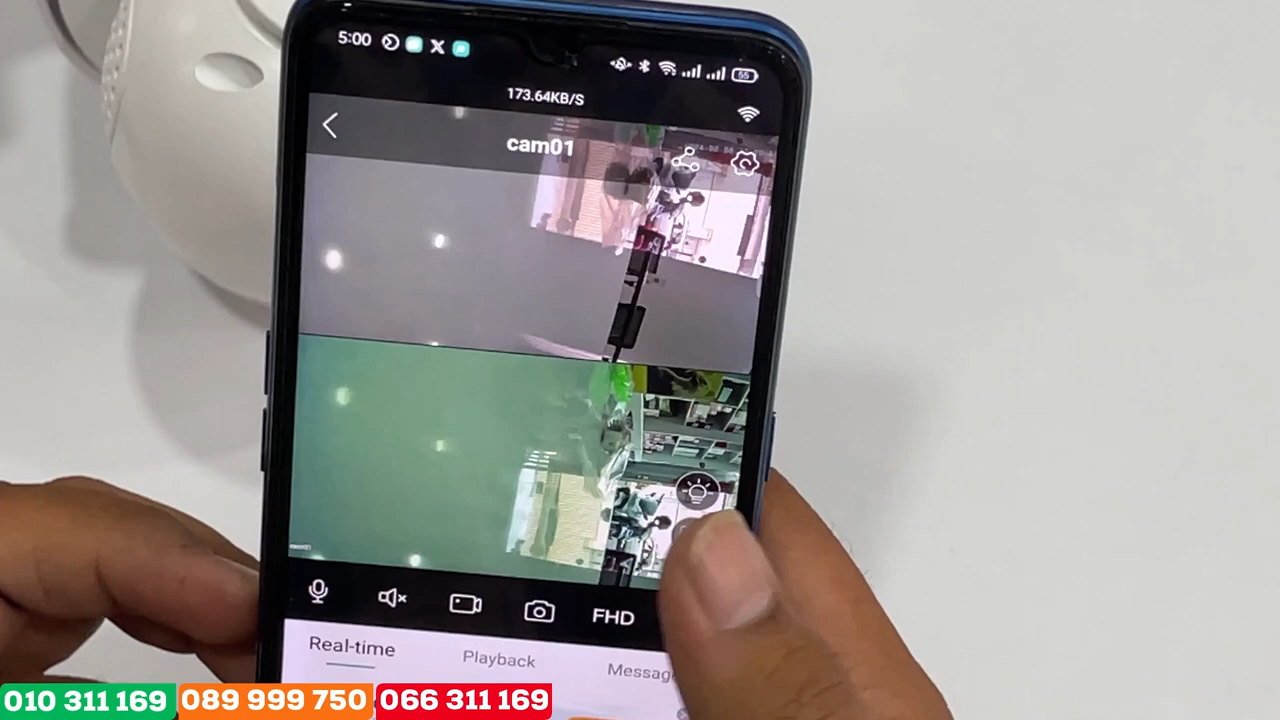 5:00
55
173.64KB/S
cam01
FHD
Real-time Playback Messag
010 311 169 089 999 750 066 311 169